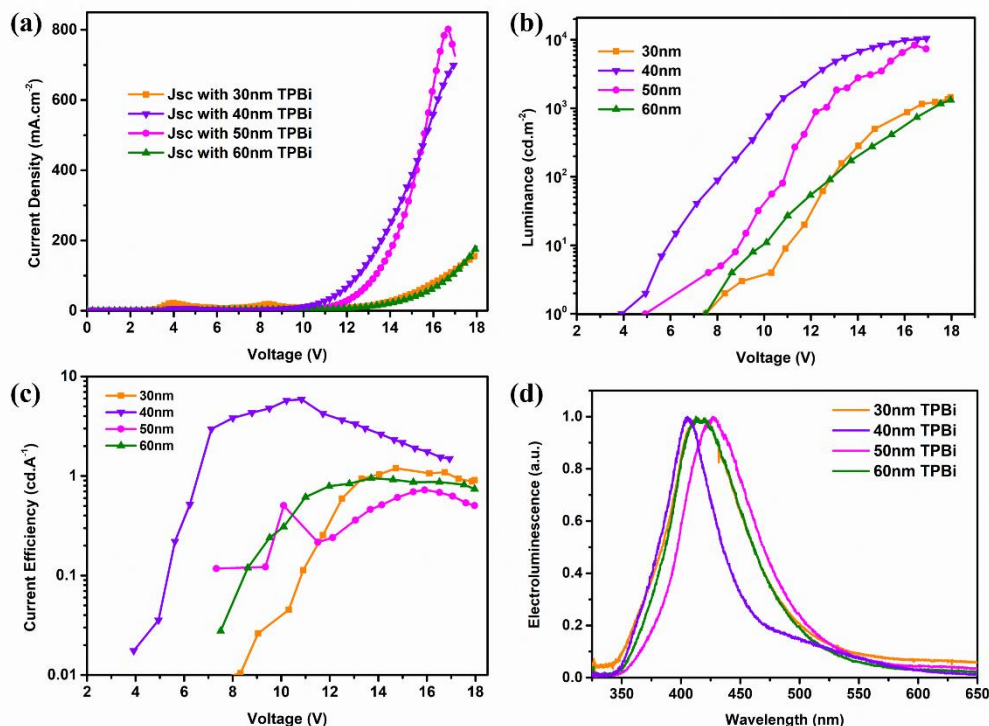 (a)
800
600
400
200
0
Current Density (mA.cm⁻²)
Jsc with 30nm TPBi
Jsc with 40nm TPBi
Jsc with 50nm TPBi
Jsc with 60nm TPBi
0 2 4 6 8 10 12 14 16 18
Voltage (V)
(b)
10⁴
10³
10²
10¹
10⁰
Luminance (cd.m⁻²)
30nm
40nm
50nm
60nm
2 4 6 8 10 12 14 16 18
Voltage (V)
(c)
10
1
0.1
0.01
Current Efficiency (cd.A⁻¹)
30nm
40nm
50nm
60nm
2 4 6 8 10 12 14 16 18
Voltage (V)
(d)
1.0
0.8
0.6
0.4
0.2
0.0
Electroluminescence (a.u.)
30nm TPBi
40nm TPBi
50nm TPBi
60nm TPBi
350 400 450 500 550 600 650
Wavelength (nm)